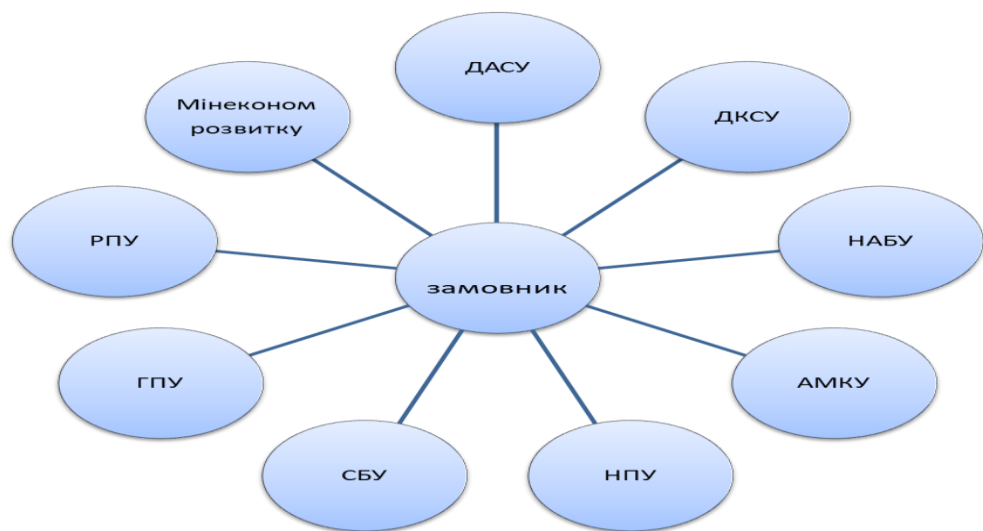 ДАСУ
Мінеконом
розвитку
ДКСУ
РПУ
НАБУ
замовник
ГПУ
АМКУ
СБУ
НПУ